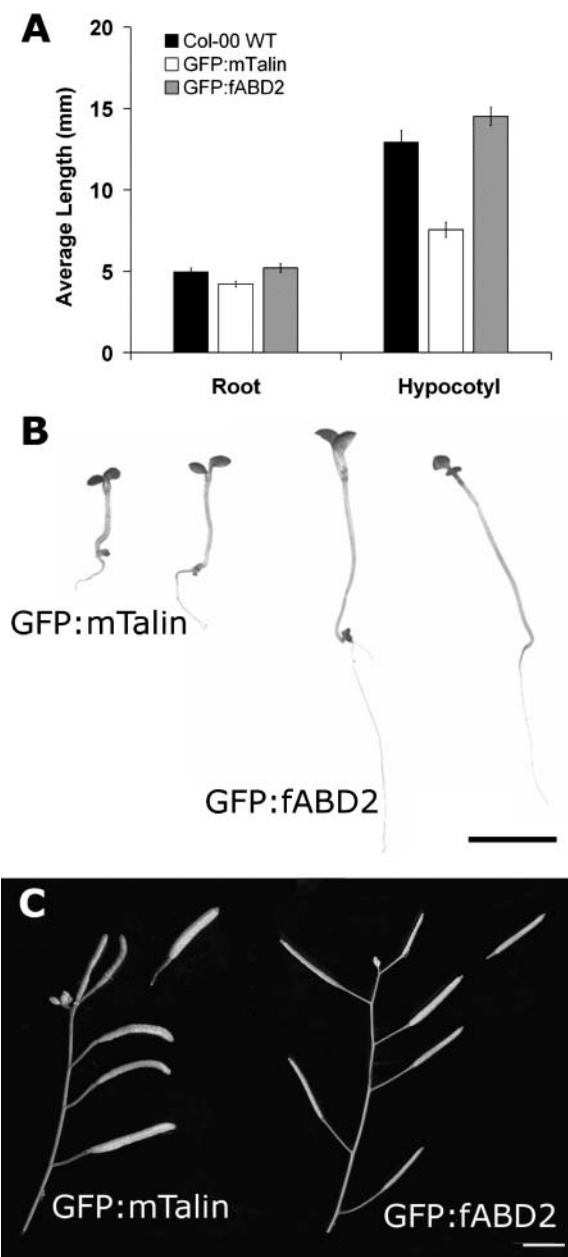 A
20
15
10
5
0
Average Length (mm)
Col-00 WT
GFP:mTalin
GFP:fABD2
Root
Hypocotyl
B
GFP:mTalin
GFP:fABD2
C
GFP:mTalin
GFP:fABD2